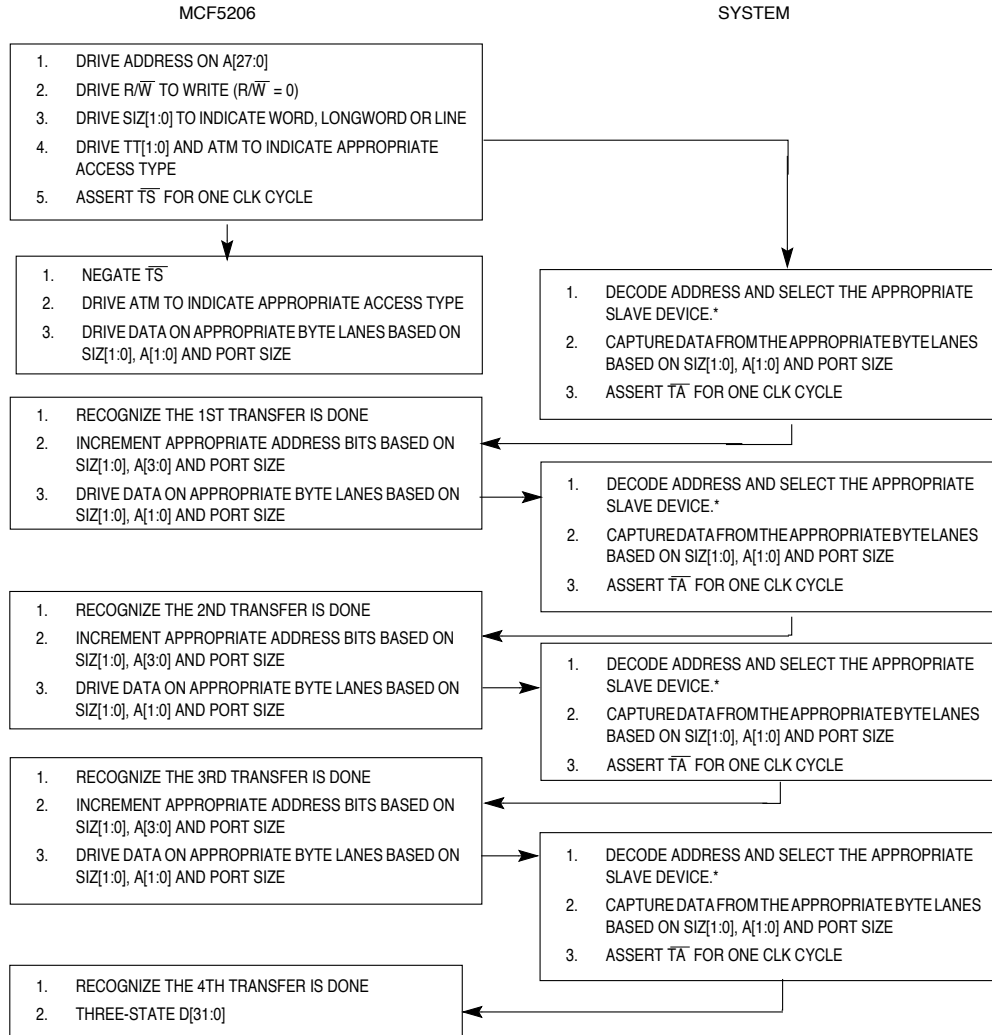 MCF5206
SYSTEM
1. DRIVE ADDRESS ON A[27:0]
2. DRIVE R/W̅ TO WRITE (R/W̅ = 0)
3. DRIVE SIZ[1:0] TO INDICATE WORD, LONGWORD OR LINE
4. DRIVE TT[1:0] AND ATM TO INDICATE APPROPRIATE
ACCESS TYPE
5. ASSERT T̅S̅ FOR ONE CLK CYCLE
1. NEGATE T̅S̅
2. DRIVE ATM TO INDICATE APPROPRIATE ACCESS TYPE
3. DRIVE DATA ON APPROPRIATE BYTE LANES BASED ON
SIZ[1:0], A[1:0] AND PORT SIZE
1. DECODE ADDRESS AND SELECT THE APPROPRIATE
SLAVE DEVICE.*
2. CAPTURE DATA FROM THE APPROPRIATE BYTE LANES
BASED ON SIZ[1:0], A[1:0] AND PORT SIZE
3. ASSERT T̅A̅ FOR ONE CLK CYCLE
1. RECOGNIZE THE 1ST TRANSFER IS DONE
2. INCREMENT APPROPRIATE ADDRESS BITS BASED ON
SIZ[1:0], A[3:0] AND PORT SIZE
3. DRIVE DATA ON APPROPRIATE BYTE LANES BASED ON
SIZ[1:0], A[1:0] AND PORT SIZE
1. DECODE ADDRESS AND SELECT THE APPROPRIATE
SLAVE DEVICE.*
2. CAPTURE DATA FROM THE APPROPRIATE BYTE LANES
BASED ON SIZ[1:0], A[1:0] AND PORT SIZE
3. ASSERT T̅A̅ FOR ONE CLK CYCLE
1. RECOGNIZE THE 2ND TRANSFER IS DONE
2. INCREMENT APPROPRIATE ADDRESS BITS BASED ON
SIZ[1:0], A[3:0] AND PORT SIZE
3. DRIVE DATA ON APPROPRIATE BYTE LANES BASED ON
SIZ[1:0], A[1:0] AND PORT SIZE
1. DECODE ADDRESS AND SELECT THE APPROPRIATE
SLAVE DEVICE.*
2. CAPTURE DATA FROM THE APPROPRIATE BYTE LANES
BASED ON SIZ[1:0], A[1:0] AND PORT SIZE
3. ASSERT T̅A̅ FOR ONE CLK CYCLE
1. RECOGNIZE THE 3RD TRANSFER IS DONE
2. INCREMENT APPROPRIATE ADDRESS BITS BASED ON
SIZ[1:0], A[3:0] AND PORT SIZE
3. DRIVE DATA ON APPROPRIATE BYTE LANES BASED ON
SIZ[1:0], A[1:0] AND PORT SIZE
1. DECODE ADDRESS AND SELECT THE APPROPRIATE
SLAVE DEVICE.*
2. CAPTURE DATA FROM THE APPROPRIATE BYTE LANES
BASED ON SIZ[1:0], A[1:0] AND PORT SIZE
3. ASSERT T̅A̅ FOR ONE CLK CYCLE
1. RECOGNIZE THE 4TH TRANSFER IS DONE
2. THREE-STATE D[31:0]